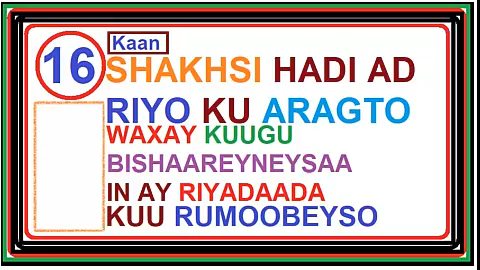 16
Kaan
SHAKHSI HADI AD
RIYO KU ARAGTO
WAXAY KUUGU
BISHAAREYNEYSAA
IN AY RIYADAADA
KUU RUMOOBEYSO